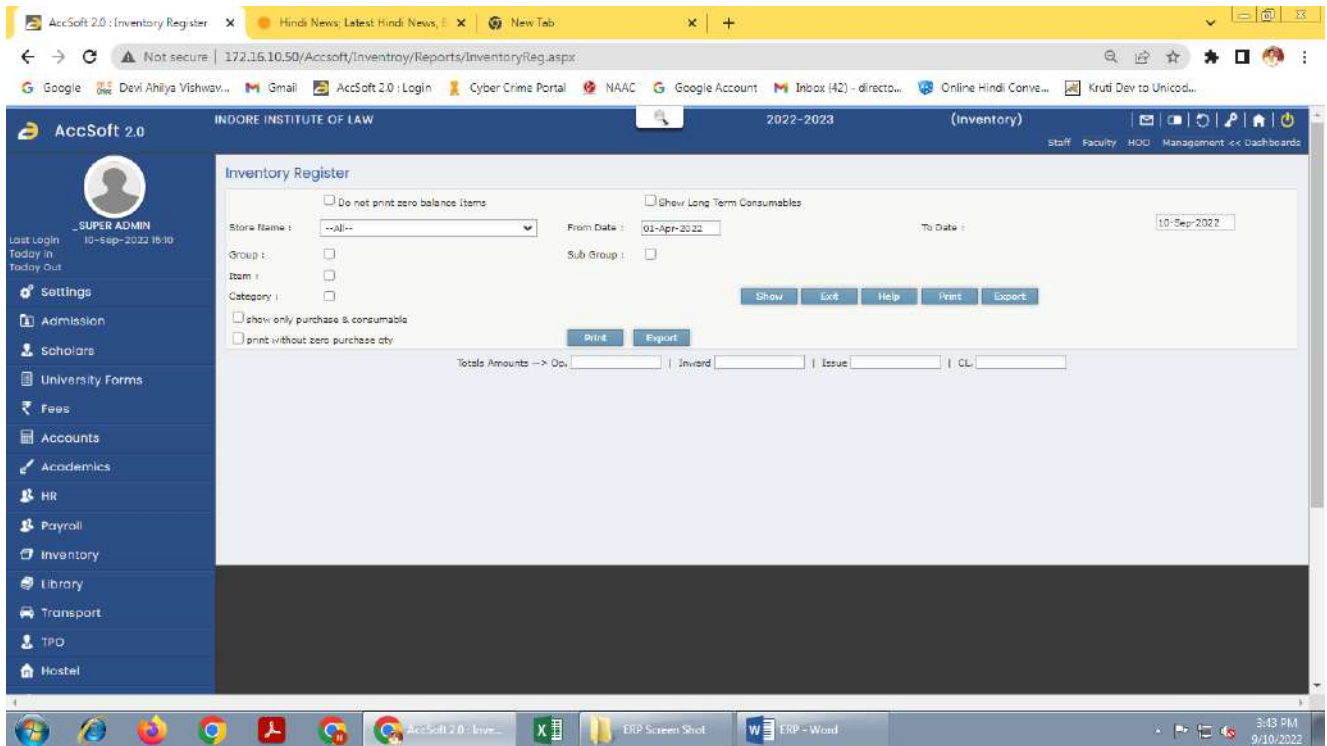 AccSoft 2.0 : Inventory Register
Hindi News; Latest Hindi News,
New Tab
Not secure | 172.16.10.50/Accsoft/Inventroy/Reports/InventoryReg.aspx
Google
Devi Ahilya Vishwav...
Gmail
AccSoft 2.0 : Login
Cyber Crime Portal
NAAC
Google Account
Inbox (42) - directo...
Online Hindi Conve...
Kruti Dev to Unicod...
AccSoft 2.0
INDORE INSTITUTE OF LAW
2022-2023
(Inventory)
Staff Faculty HOD Management << Dashboards
_SUPER ADMIN
Last Login 10-Sep-2022 15:10
Today In
Today Out
Settings
Admission
Scholars
University Forms
Fees
Accounts
Academics
HR
Payroll
Inventory
Library
Transport
TPO
Hostel
Inventory Register
Do not print zero balance Items
Show Long Term Consumables
Store Name : --All-- From Date : 01-Apr-2022 To Date : 10-Sep-2022
Group : Sub Group :
Item :
Category : Show Exit Help Print Export
show only purchase & consumable
print without zero purchase qty Print Export
Totals Amounts --> Op. | Inward | Issue | CL.
AccSoft 2.0 : Inve...
ERP Screen Shot
ERP - Word
3:43 PM
9/10/2022